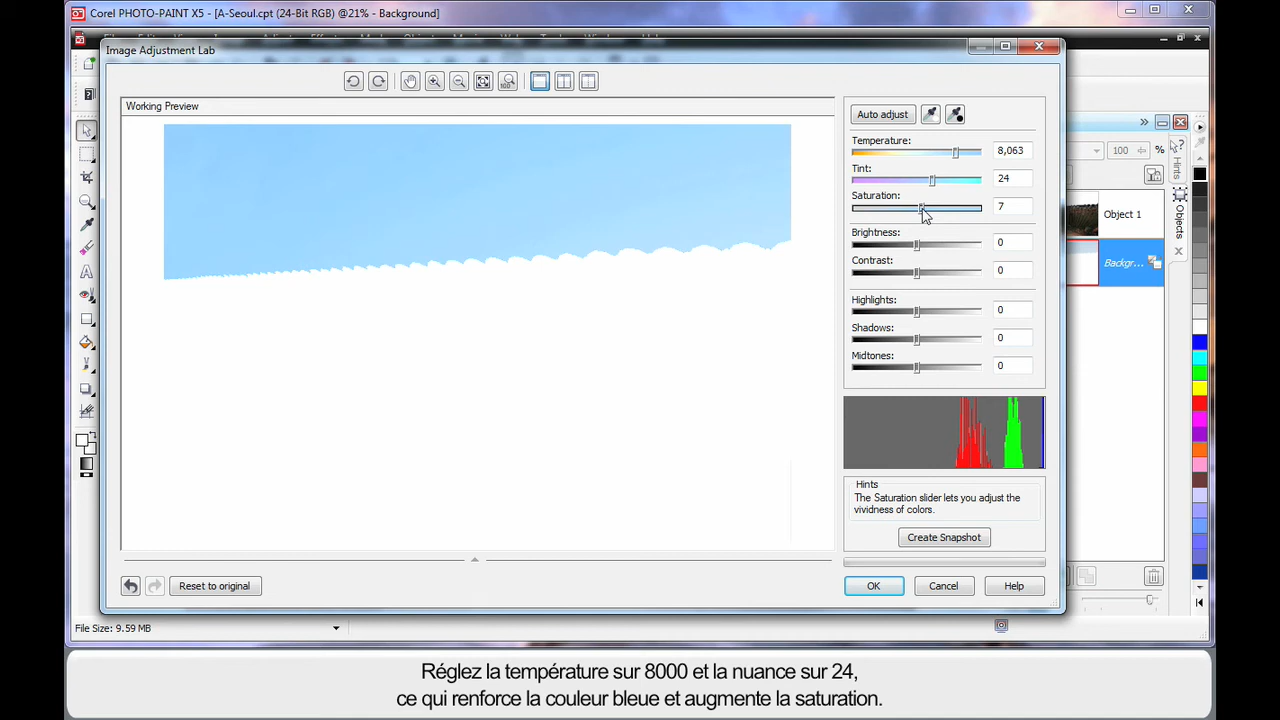 Corel PHOTO-PAINT X5 - [A-Seoul.cpt (24-Bit RGB) @21% - Background]
Image Adjustment Lab
100
Working Preview
Auto adjust
Temperature:
8,063
Tint:
24
Saturation:
7
Brightness:
0
Contrast:
0
Highlights:
0
Shadows:
0
Midtones:
0
Hints
The Saturation slider lets you adjust the
vividness of colors.
Create Snapshot
Reset to original
OK
Cancel
Help
100
%
Object 1
Backgr...
Hints
Objects
File Size: 9.59 MB
Réglez la température sur 8000 et la nuance sur 24,
ce qui renforce la couleur bleue et augmente la saturation.